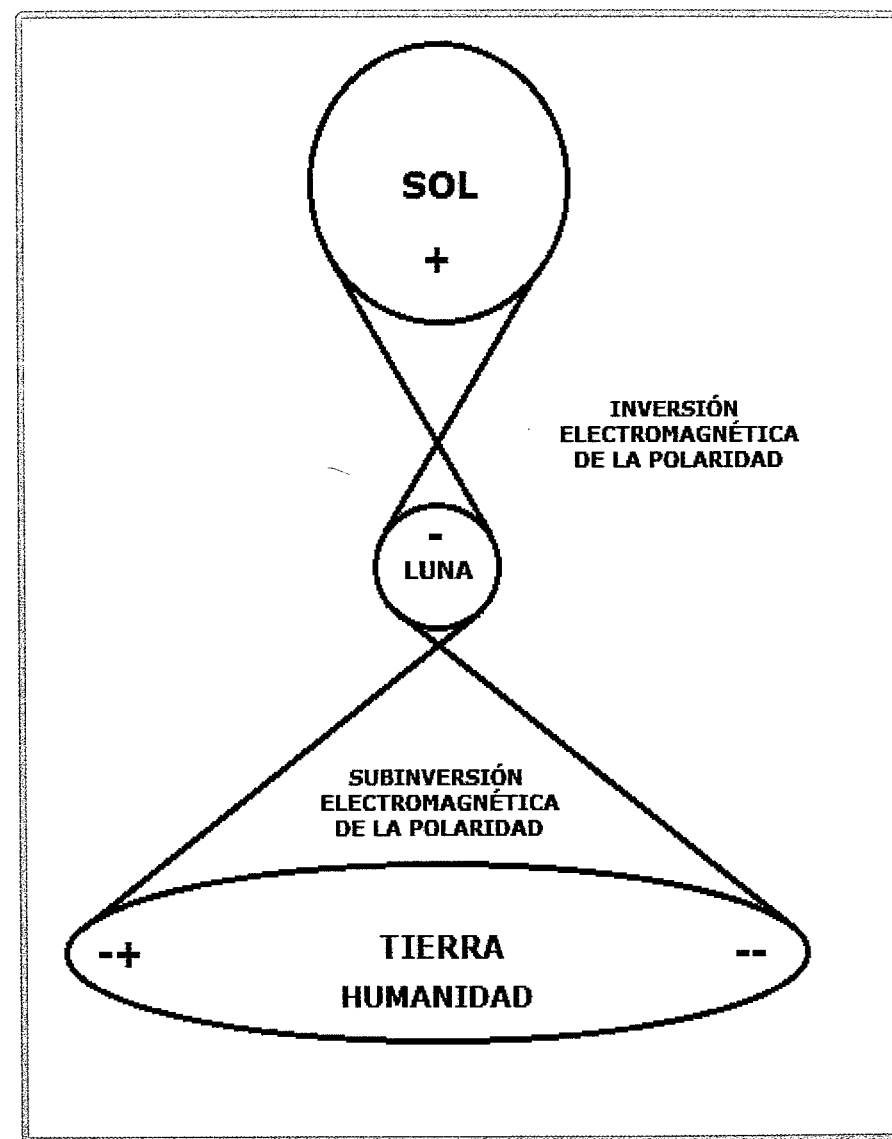 SOL
+
INVERSIÓN
ELECTROMAGNÉTICA
DE LA POLARIDAD
-
LUNA
SUBINVERSIÓN
ELECTROMAGNÉTICA
DE LA POLARIDAD
-+ TIERRA --
HUMANIDAD